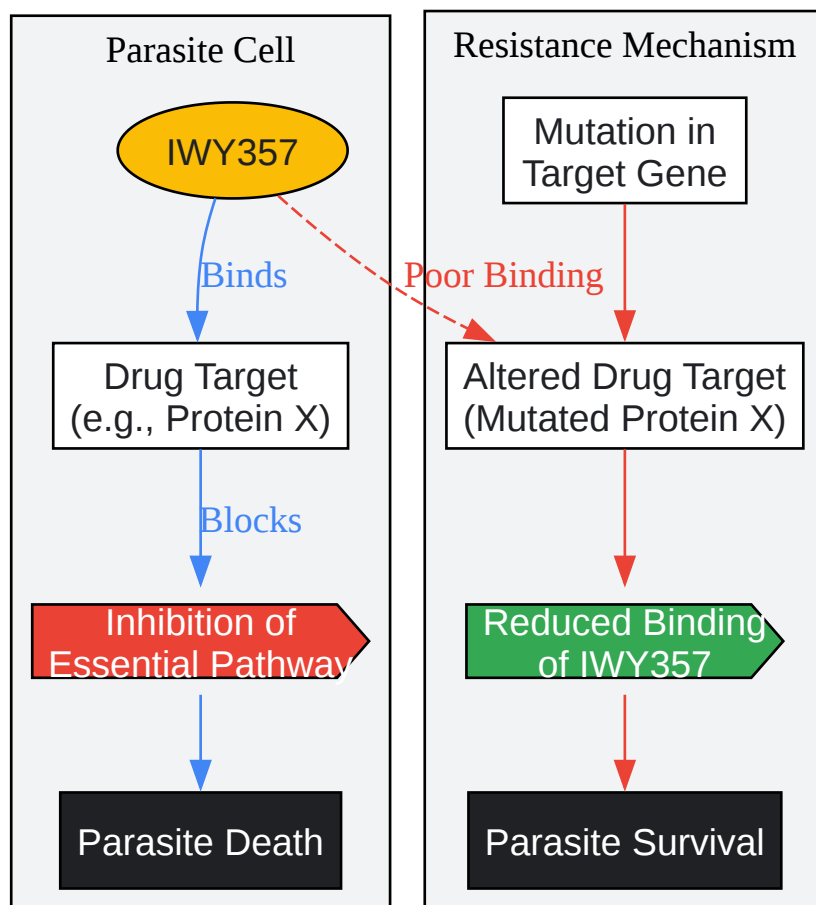 Parasite Cell
IWY357
Binds
Drug Target
(e.g., Protein X)
Blocks
Inhibition of
Essential Pathway
Parasite Death
Resistance Mechanism
Mutation in
Target Gene
Poor Binding
Altered Drug Target
(Mutated Protein X)
Reduced Binding
of IWY357
Parasite Survival